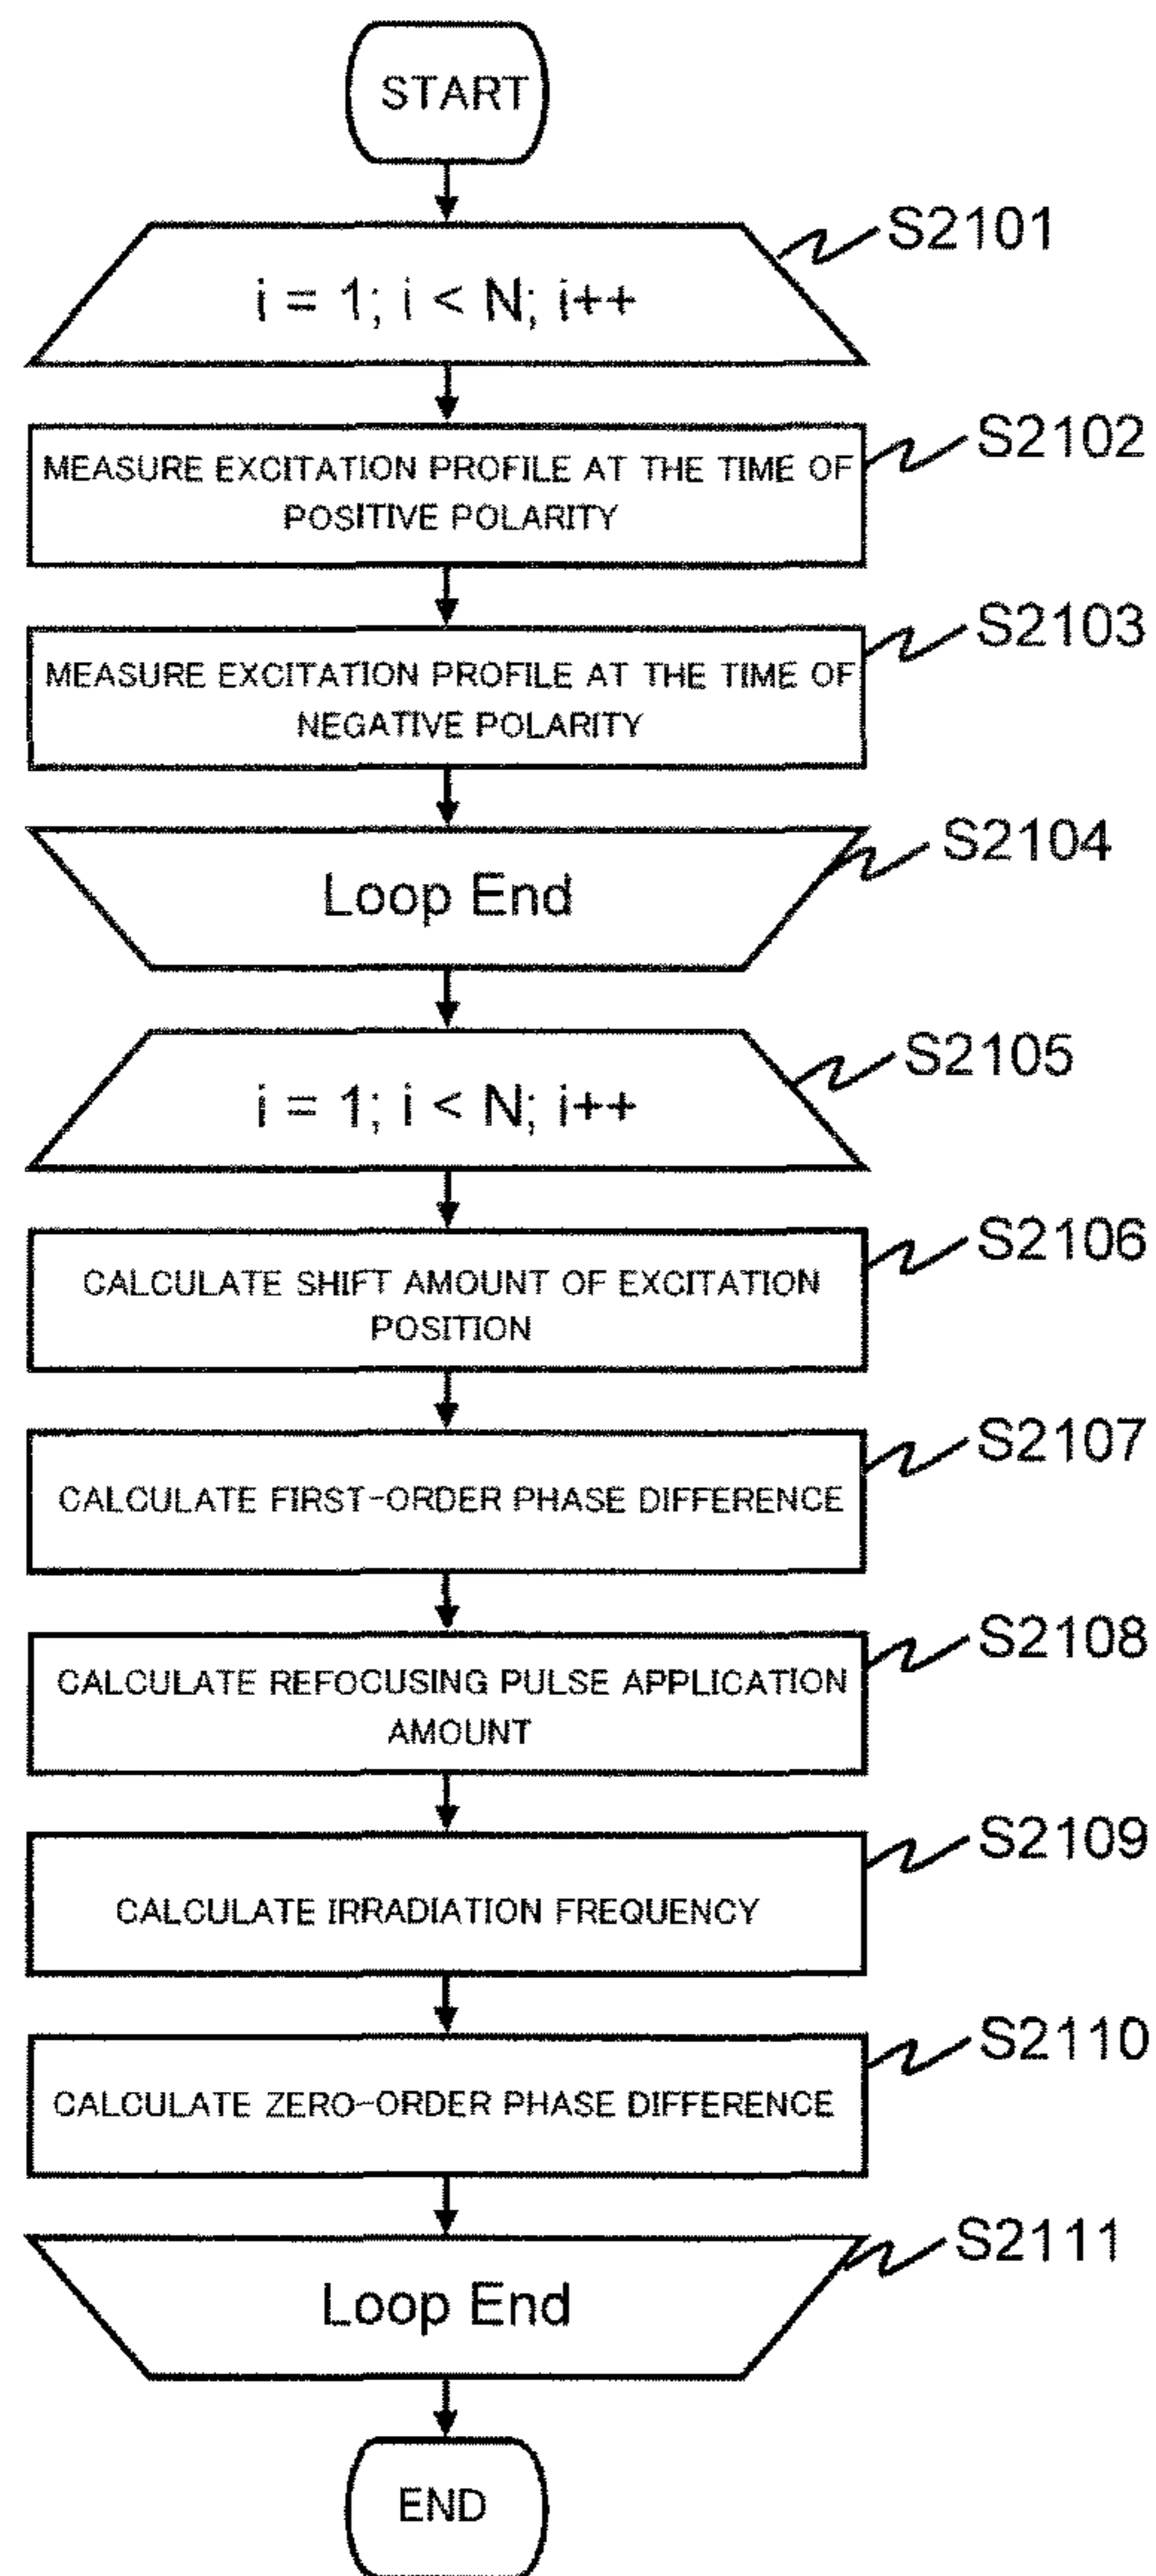 START
S2101
i = 1; i < N; i++
S2102
MEASURE EXCITATION PROFILE AT THE TIME OF
POSITIVE POLARITY
S2103
MEASURE EXCITATION PROFILE AT THE TIME OF
NEGATIVE POLARITY
S2104
Loop End
S2105
i = 1; i < N; i++
S2106
CALCULATE SHIFT AMOUNT OF EXCITATION
POSITION
S2107
CALCULATE FIRST-ORDER PHASE DIFFERENCE
S2108
CALCULATE REFOCUSING PULSE APPLICATION
AMOUNT
S2109
CALCULATE IRRADIATION FREQUENCY
S2110
CALCULATE ZERO-ORDER PHASE DIFFERENCE
S2111
Loop End
END